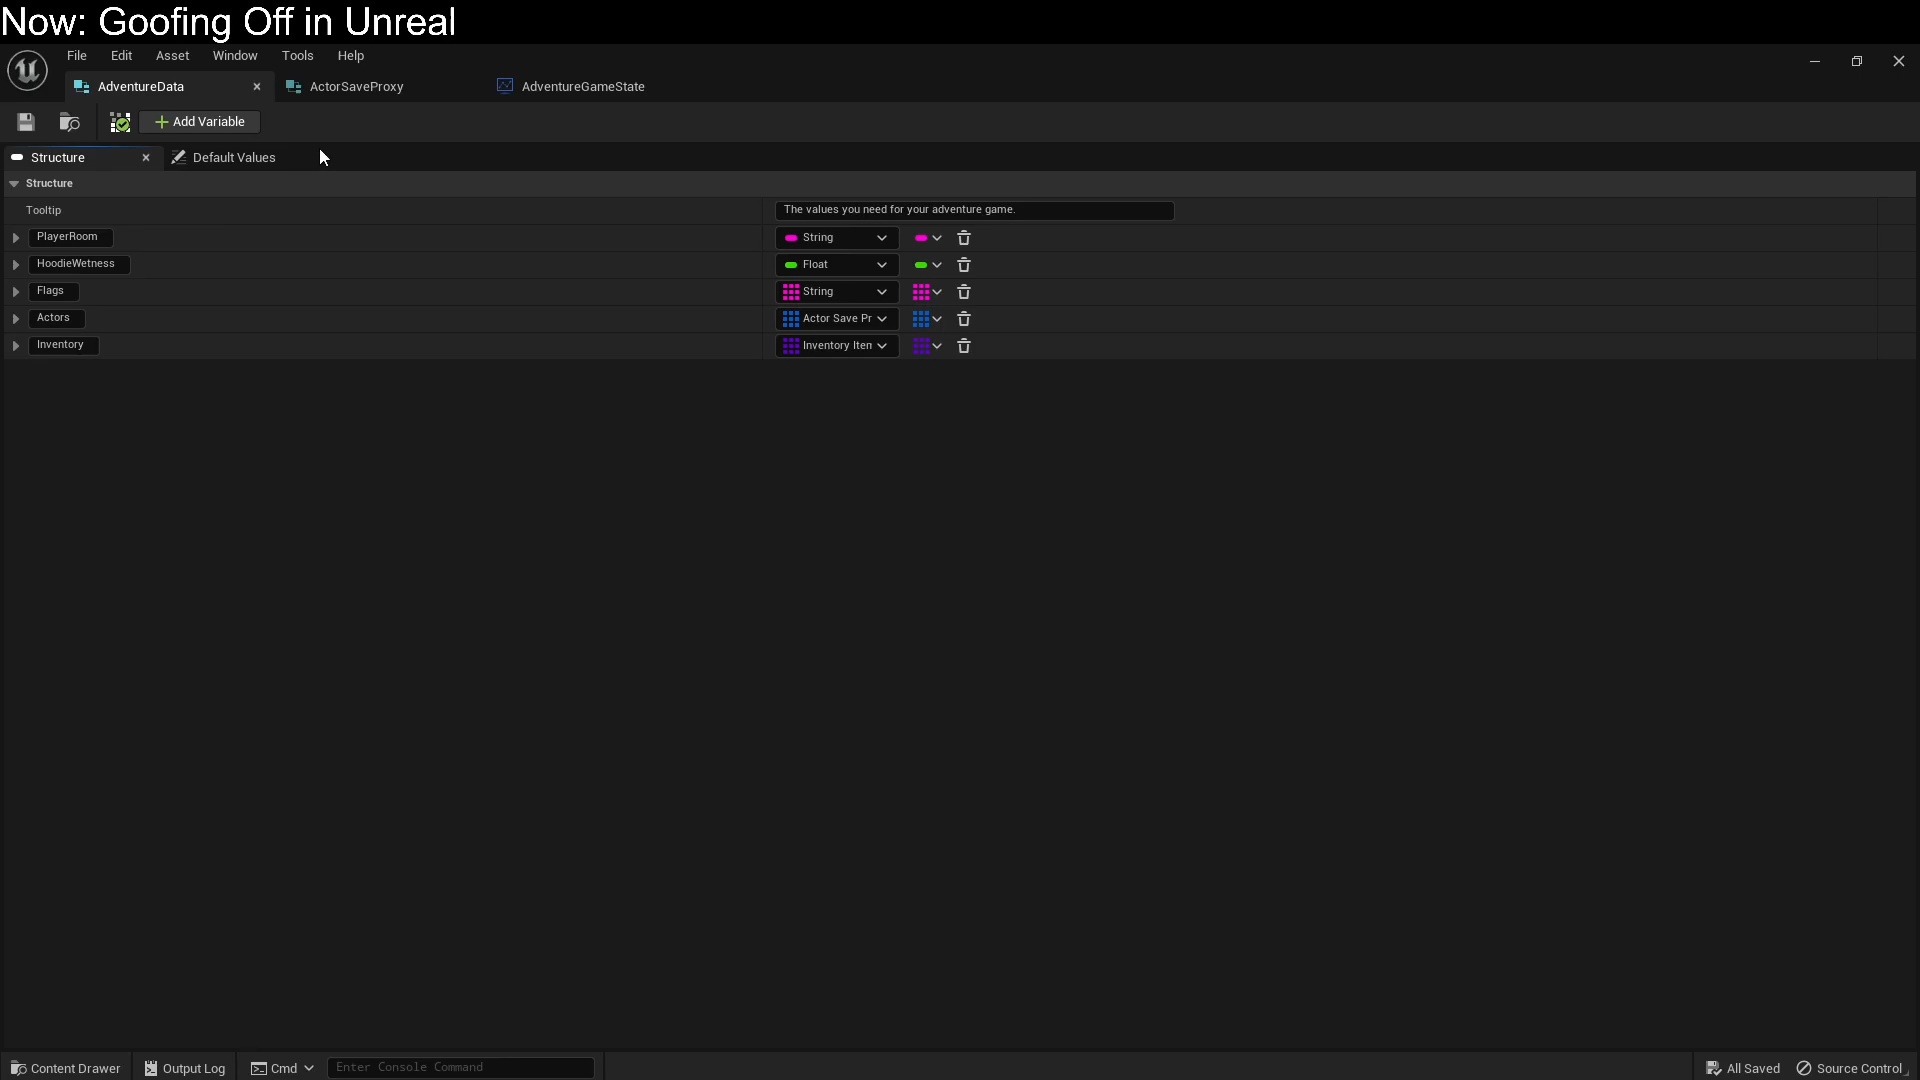 Now: Goofing Off in Unreal
File Edit Asset Window Tools Help
AdventureData ActorSaveProxy AdventureGameState
Add Variable
Structure Default Values
Structure
Tooltip The values you need for your adventure game.
PlayerRoom String
HoodieWetness Float
Flags String
Actors Actor Save Pr
Inventory Inventory Iten
Content Drawer Output Log Cmd Enter Console Command All Saved Source Control